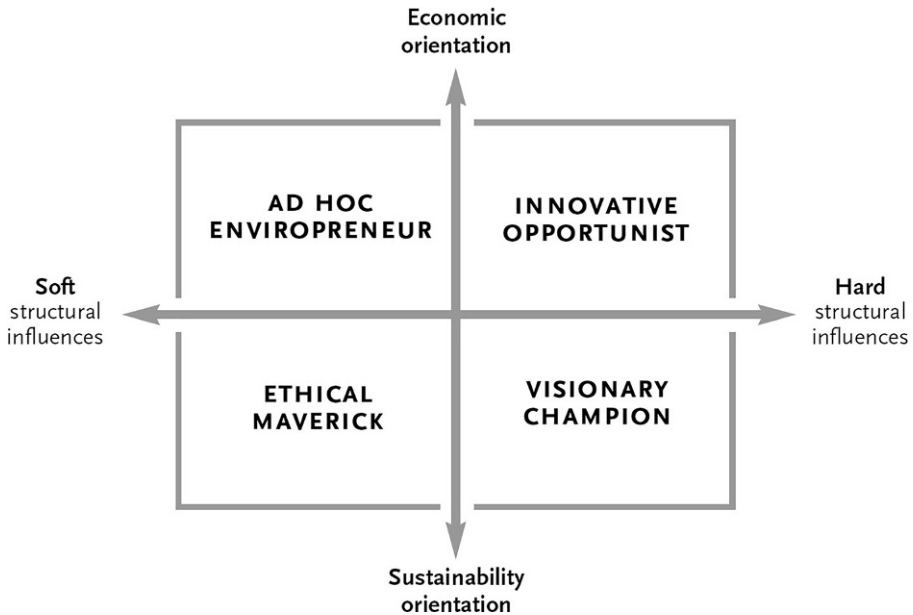 Economic
orientation
AD HOC
ENVIROPRENEUR
INNOVATIVE
OPPORTUNIST
Soft
structural
influences
Hard
structural
influences
ETHICAL
MAVERICK
VISIONARY
CHAMPION
Sustainability
orientation